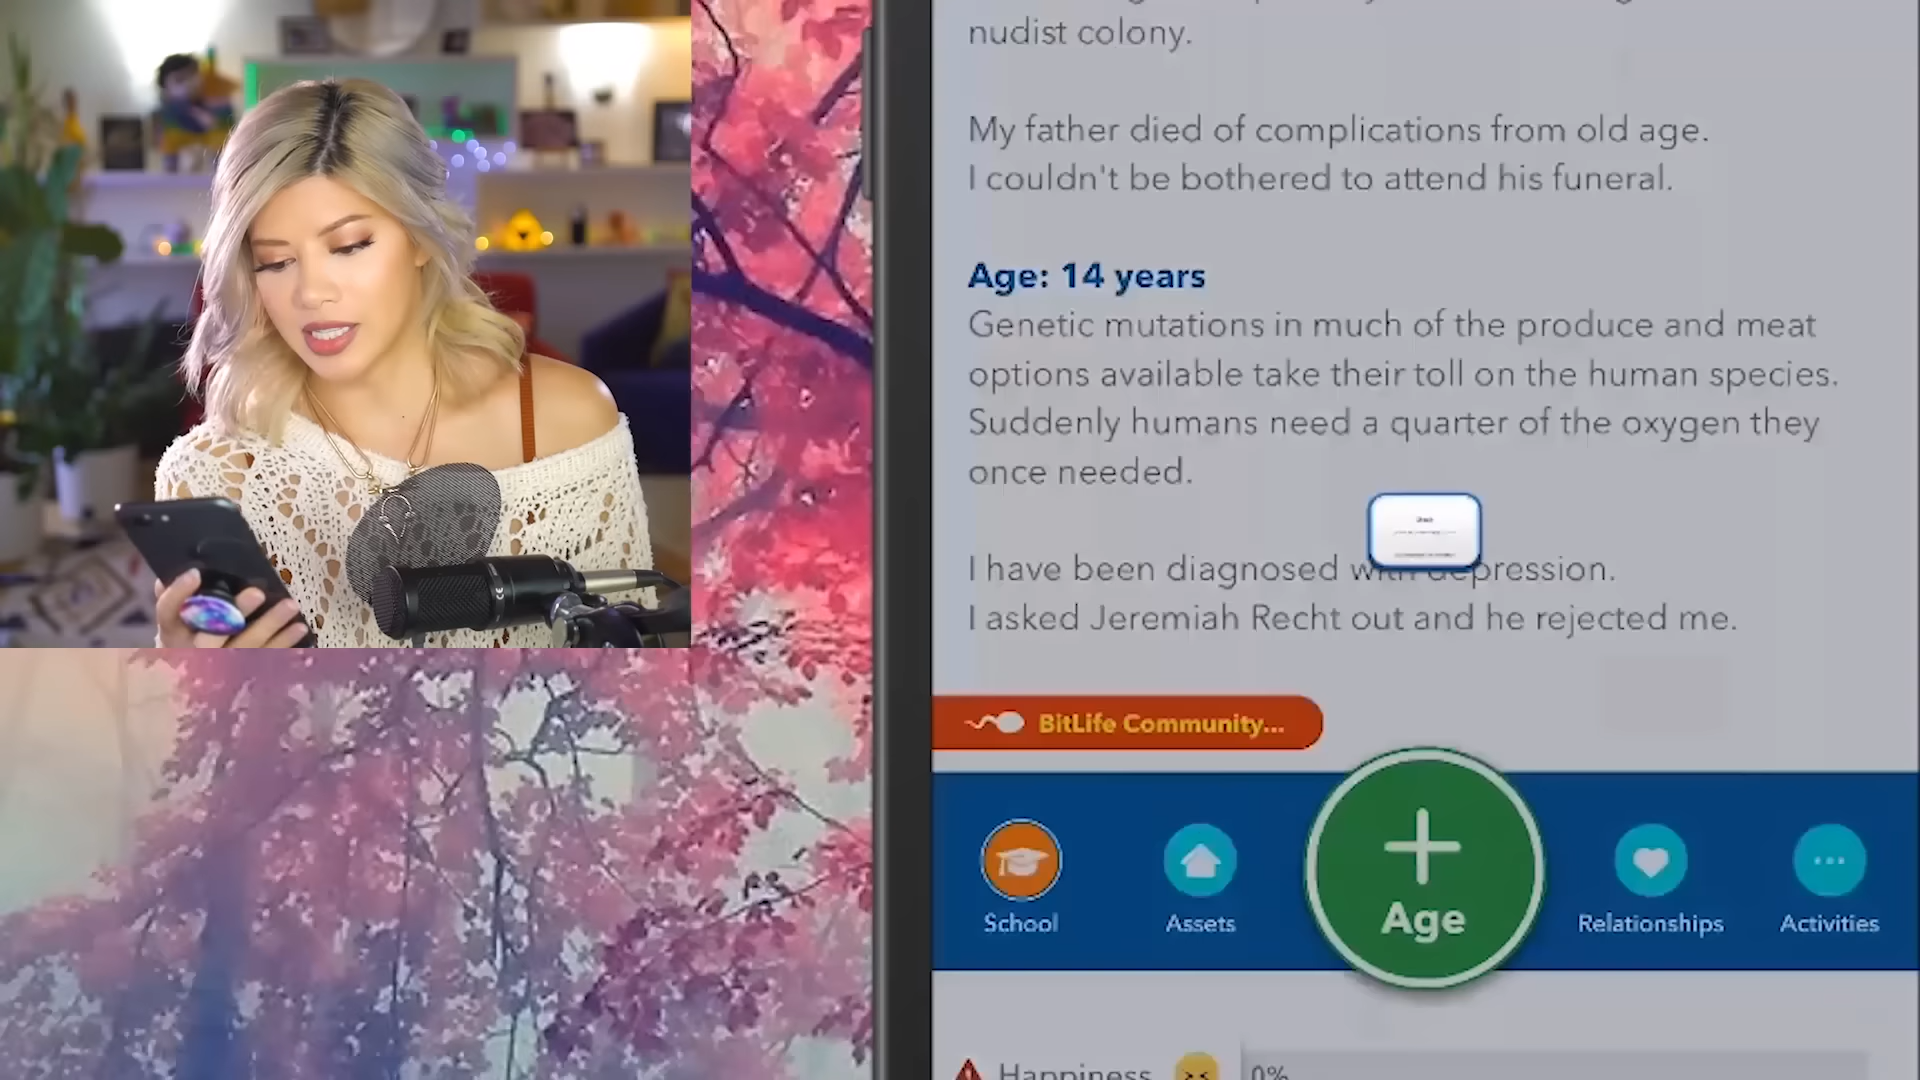 nudist colony.
My father died of complications from old age.
I couldn't be bothered to attend his funeral.
Age: 14 years
Genetic mutations in much of the produce and meat
options available take their toll on the human species.
Suddenly humans need a quarter of the oxygen they
once needed.
I have been diagnosed with depression.
I asked Jeremiah Recht out and he rejected me.
BitLife Community...
Age
School
Assets
Relationships
Activities
Happiness
0%